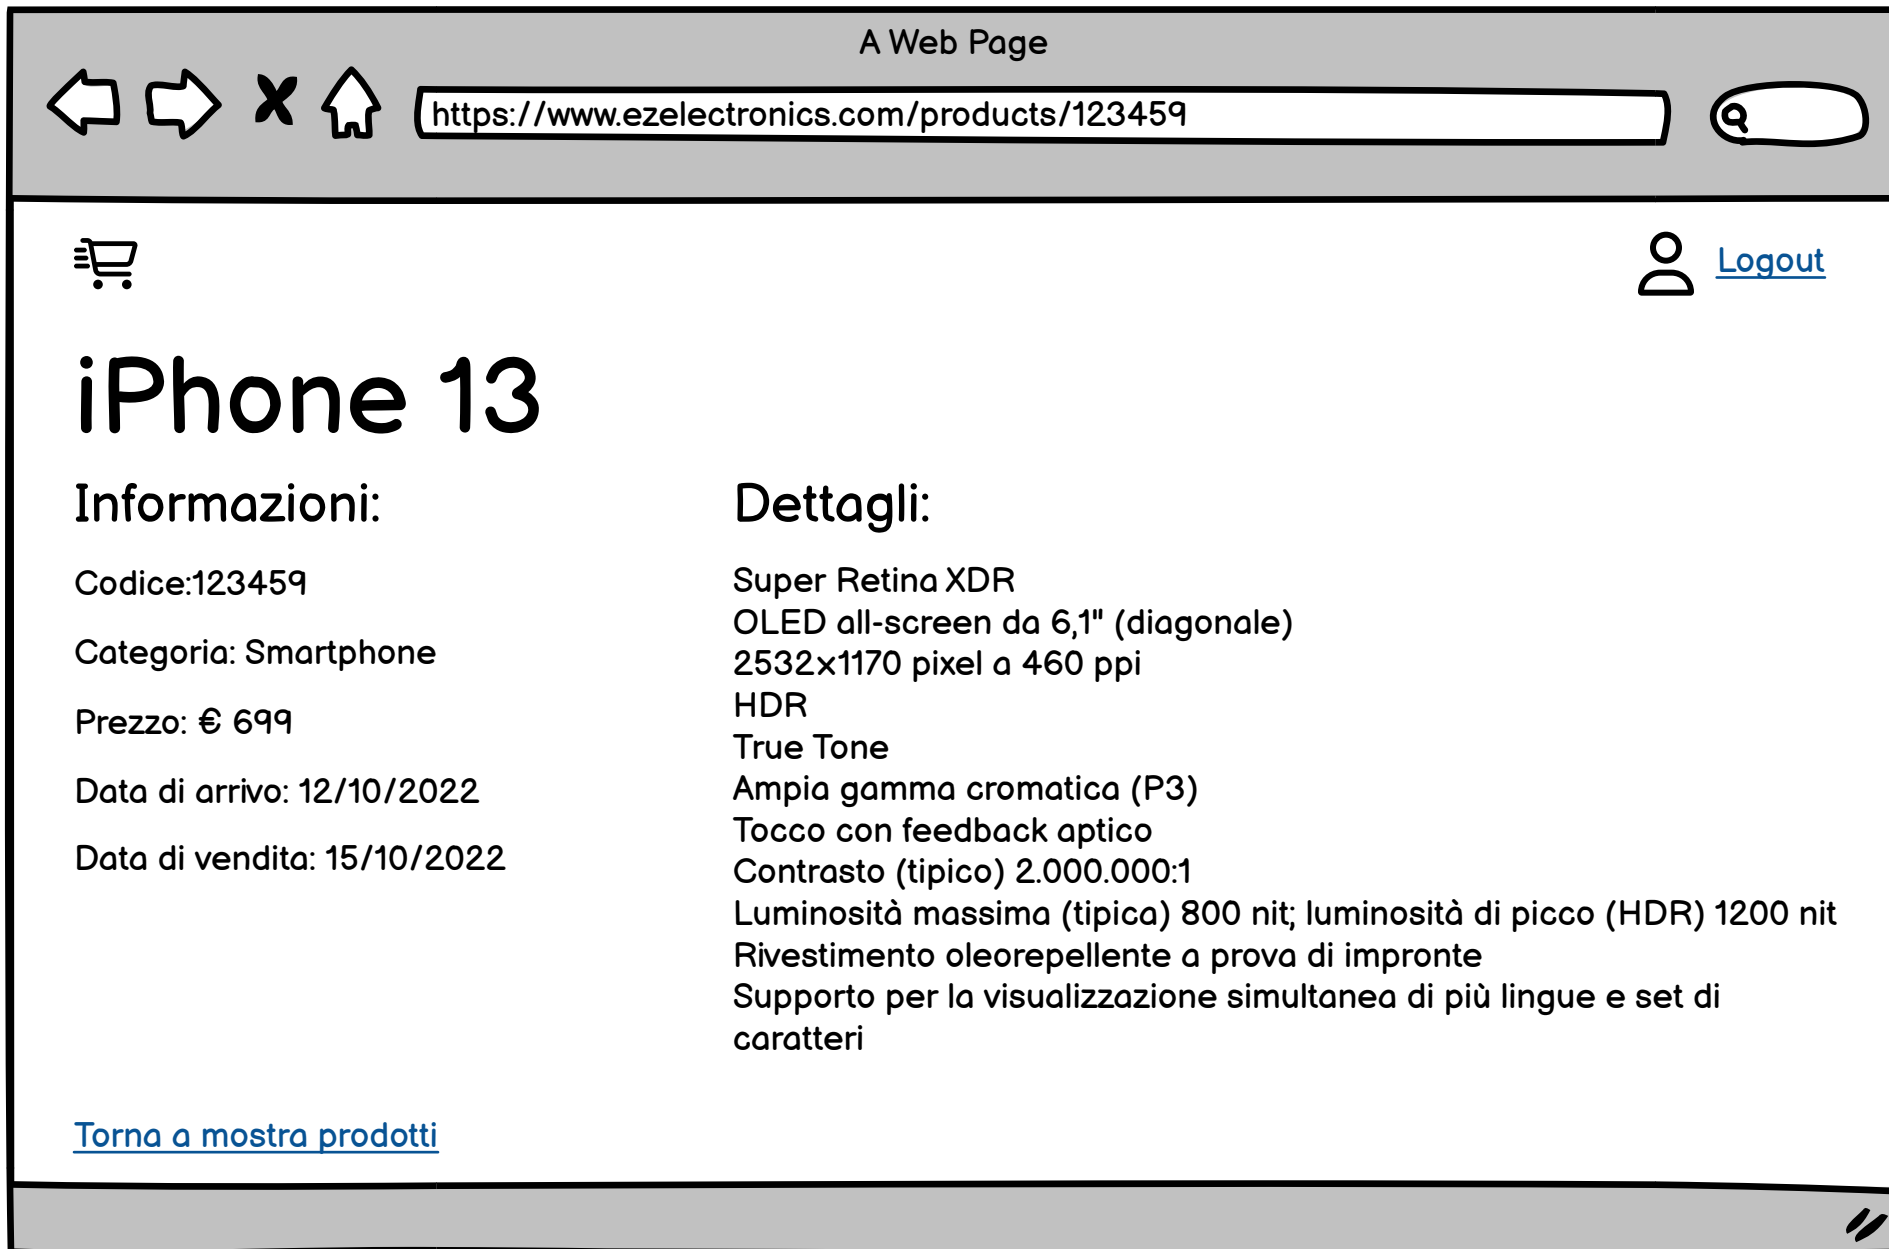 A Web Page
https://www.ezelectronics.com/products/123459
Logout
iPhone 13
Informazioni:
Codice:123459
Categoria: Smartphone
Prezzo: € 699
Data di arrivo: 12/10/2022
Data di vendita: 15/10/2022
Dettagli:
Super Retina XDR
OLED all-screen da 6,1" (diagonale)
2532x1170 pixel a 460 ppi
HDR
True Tone
Ampia gamma cromatica (P3)
Tocco con feedback aptico
Contrasto (tipico) 2.000.000:1
Luminosità massima (tipica) 800 nit; luminosità di picco (HDR) 1200 nit
Rivestimento oleorepellente a prova di impronte
Supporto per la visualizzazione simultanea di più lingue e set di
caratteri
Torna a mostra prodotti